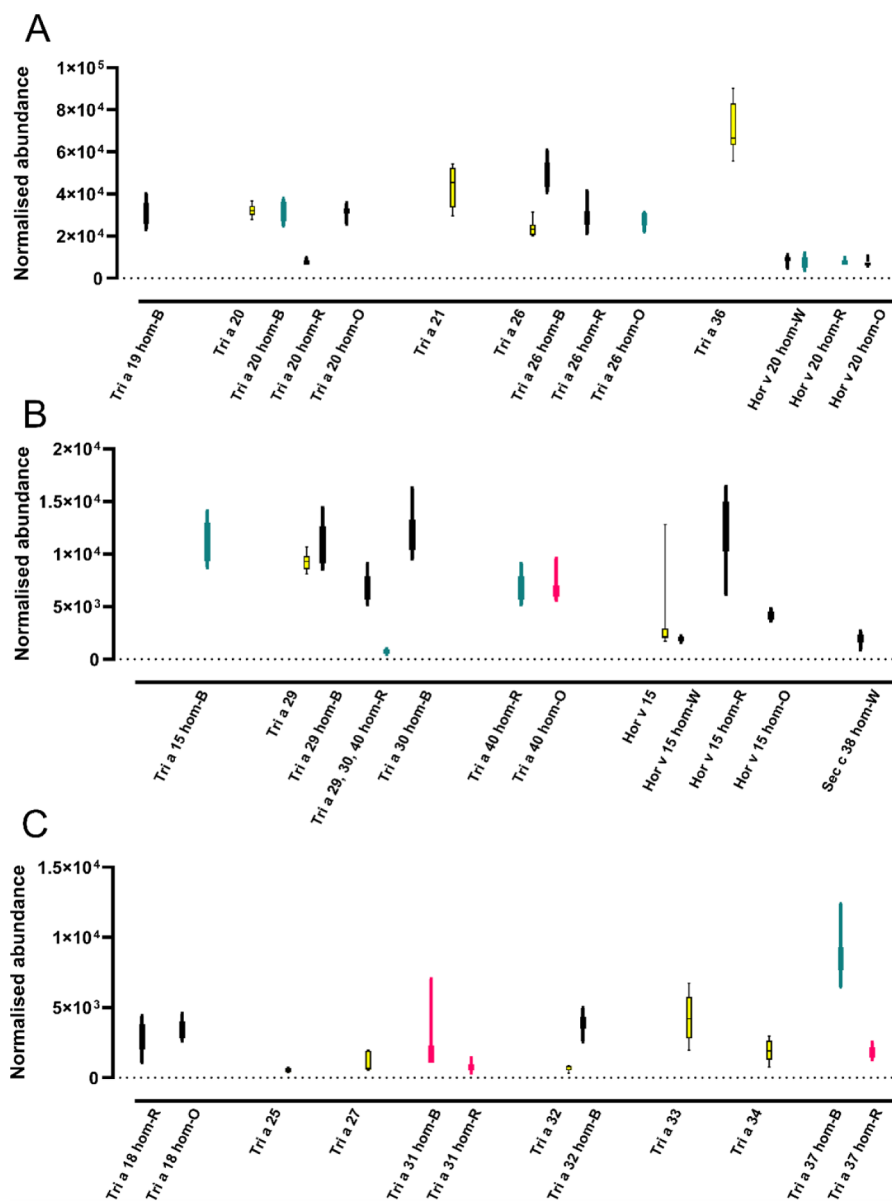 A
Normalised abundance
1×10⁵
8×10⁴
6×10⁴
4×10⁴
2×10⁴
0
Tri a 19 hom-B
Tri a 20
Tri a 20 hom-B
Tri a 20 hom-R
Tri a 20 hom-O
Tri a 21
Tri a 26
Tri a 26 hom-B
Tri a 26 hom-R
Tri a 26 hom-O
Tri a 36
Hor v 20 hom-W
Hor v 20 hom-R
Hor v 20 hom-O
B
Normalised abundance
2×10⁴
1.5×10⁴
1×10⁴
5×10³
0
Tri a 15 hom-B
Tri a 29
Tri a 29 hom-B
Tri a 29, 30, 40 hom-R
Tri a 30 hom-B
Tri a 40 hom-R
Tri a 40 hom-O
Hor v 15
Hor v 15 hom-W
Hor v 15 hom-R
Hor v 15 hom-O
Sec c 38 hom-W
C
Normalised abundance
1.5×10⁴
1×10⁴
5×10³
0
Tri a 18 hom-R
Tri a 18 hom-O
Tri a 25
Tri a 27
Tri a 31 hom-B
Tri a 31 hom-R
Tri a 32
Tri a 32 hom-B
Tri a 33
Tri a 34
Tri a 37 hom-B
Tri a 37 hom-R